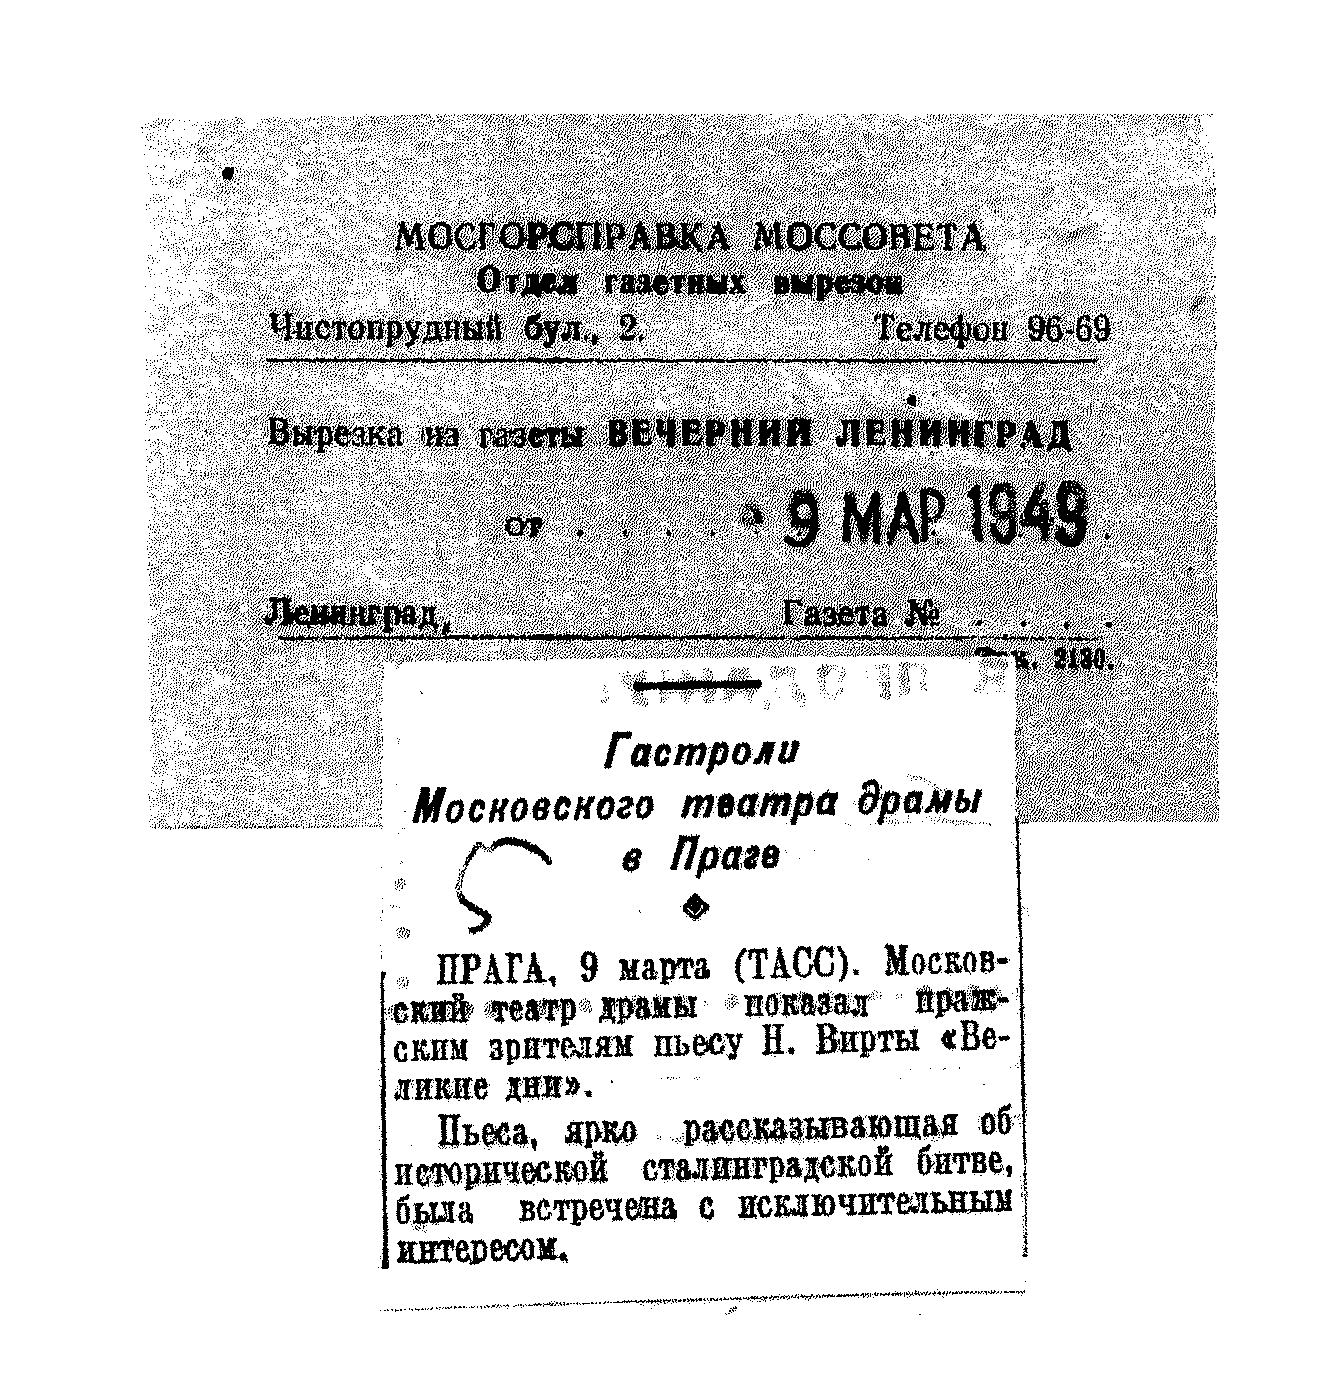 МОСГОРСПРАВКА МОССОВЕТА
Отдел газетных вырезок
Чистопрудный бул., 2. Телефон 96-69
Вырезка из газеты ВЕЧЕРНИЙ ЛЕНИНГРАД
от . . . . 9 МАР. 1949 .
Ленинград, Газета № . . . .
3130.
Гастроли
Московского театра драмы
в Праге
ПРАГА, 9 марта (ТАСС). Москов-
ский театр драмы показал праж-
ским зрителям пьесу Н. Вирты «Ве-
ликие дни».
Пьеса, ярко рассказывающая об
исторической сталинградской битве,
была встречена с исключительным
интересом.